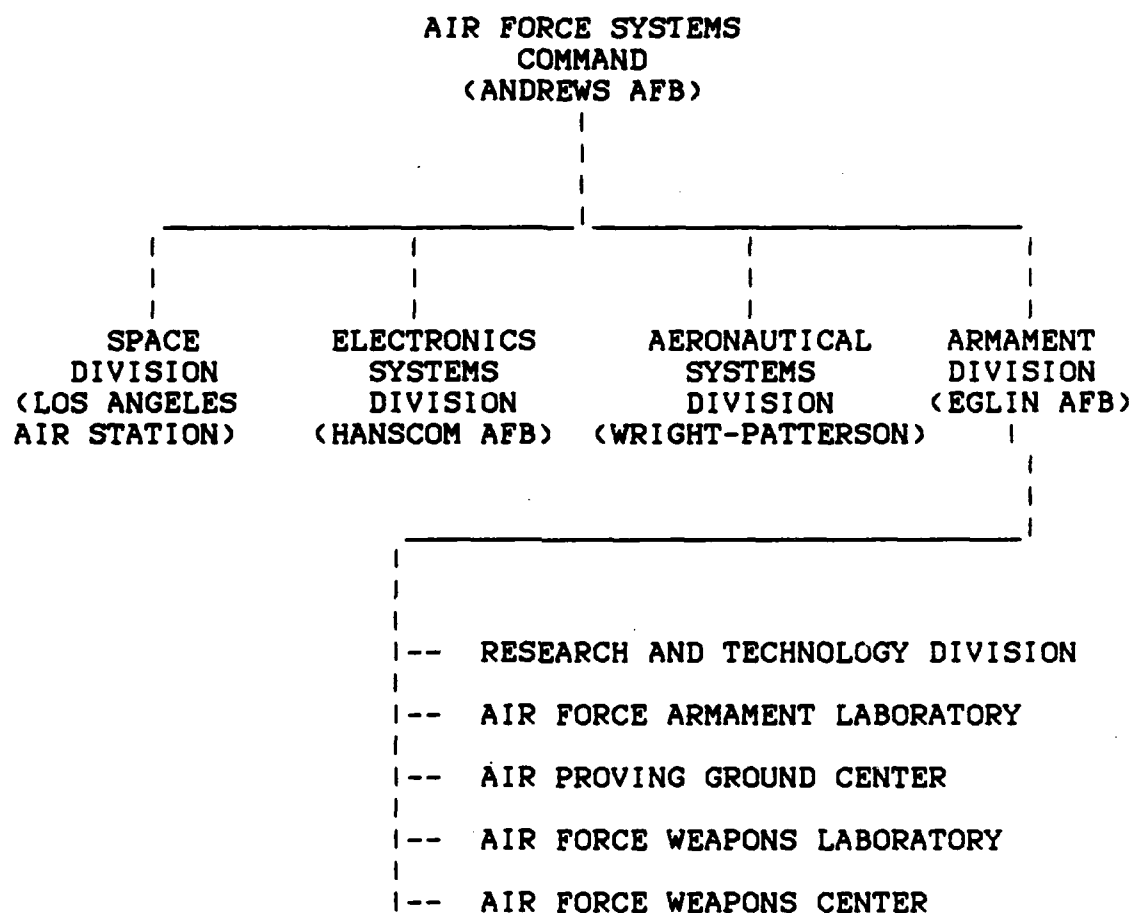 AIR FORCE SYSTEMS
COMMAND
(ANDREWS AFB)
SPACE
DIVISION
(LOS ANGELES
AIR STATION)
ELECTRONICS
SYSTEMS
DIVISION
(HANSCOM AFB)
AERONAUTICAL
SYSTEMS
DIVISION
(WRIGHT-PATTERSON)
ARMAMENT
DIVISION
(EGLIN AFB)
-- RESEARCH AND TECHNOLOGY DIVISION
-- AIR FORCE ARMAMENT LABORATORY
-- AIR PROVING GROUND CENTER
-- AIR FORCE WEAPONS LABORATORY
-- AIR FORCE WEAPONS CENTER